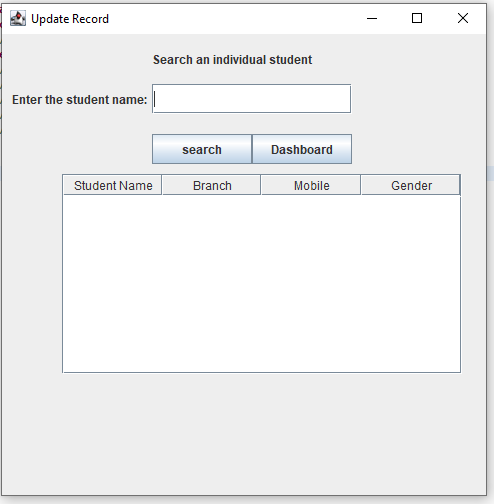 Update Record
Search an individual student
Enter the student name:
search Dashboard
Student Name Branch Mobile Gender